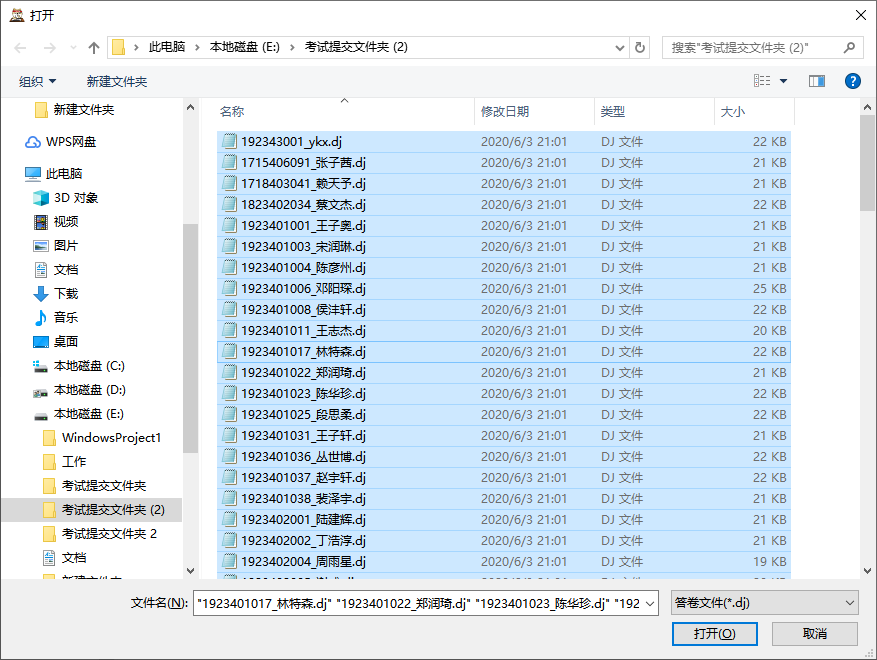 打开
此电脑 › 本地磁盘 (E:) › 考试提交文件夹 (2)
搜索"考试提交文件夹 (2)"
组织 新建文件夹
新建文件夹
WPS网盘
此电脑
3D 对象
视频
图片
文档
下载
音乐
桌面
本地磁盘 (C:)
本地磁盘 (D:)
本地磁盘 (E:)
WindowsProject1
工作
考试提交文件夹
考试提交文件夹 (2)
考试提交文件夹 2
文档
名称 修改日期 类型 大小
192343001_ykx.dj 2020/6/3 21:01 DJ 文件 22 KB
1715406091_张子茜.dj 2020/6/3 21:01 DJ 文件 21 KB
1718403041_赖天予.dj 2020/6/3 21:01 DJ 文件 21 KB
1823402034_蔡文杰.dj 2020/6/3 21:01 DJ 文件 22 KB
1923401001_王子奥.dj 2020/6/3 21:01 DJ 文件 21 KB
1923401003_宋润琳.dj 2020/6/3 21:01 DJ 文件 21 KB
1923401004_陈彦州.dj 2020/6/3 21:01 DJ 文件 21 KB
1923401006_邓阳琛.dj 2020/6/3 21:01 DJ 文件 25 KB
1923401008_侯沣轩.dj 2020/6/3 21:01 DJ 文件 22 KB
1923401011_王志杰.dj 2020/6/3 21:01 DJ 文件 20 KB
1923401017_林特森.dj 2020/6/3 21:01 DJ 文件 22 KB
1923401022_郑润琦.dj 2020/6/3 21:01 DJ 文件 21 KB
1923401023_陈华珍.dj 2020/6/3 21:01 DJ 文件 22 KB
1923401025_段思柔.dj 2020/6/3 21:01 DJ 文件 22 KB
1923401031_王子轩.dj 2020/6/3 21:01 DJ 文件 21 KB
1923401036_丛世博.dj 2020/6/3 21:01 DJ 文件 22 KB
1923401037_赵宇轩.dj 2020/6/3 21:01 DJ 文件 22 KB
1923401038_裴泽宇.dj 2020/6/3 21:01 DJ 文件 21 KB
1923402001_陆建辉.dj 2020/6/3 21:01 DJ 文件 21 KB
1923402002_丁浩淳.dj 2020/6/3 21:01 DJ 文件 21 KB
1923402004_周雨星.dj 2020/6/3 21:01 DJ 文件 19 KB
文件名(N): "1923401017_林特森.dj" "1923401022_郑润琦.dj" "1923401023_陈华珍.dj" "192
答卷文件(*.dj)
打开(O) 取消